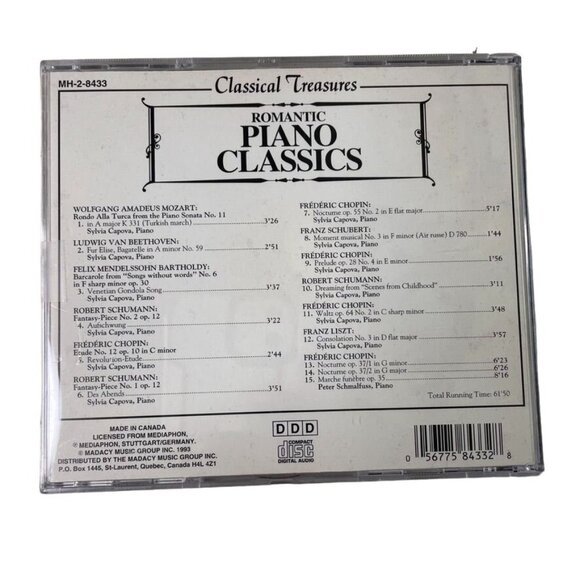 MH-2-8433
Classical Treasures
ROMANTIC
PIANO
CLASSICS
WOLFGANG AMADEUS MOZART:
Rondo Alla Turca from the Piano Sonata No. 11
1. in A major K 331 (Turkish march) 3'26
Sylvia Capova, Piano
LUDWIG VAN BEETHOVEN:
2. Fur Elise, Bagatelle in A minor No. 59 2'51
Sylvia Capova, Piano
FELIX MENDELSSOHN BARTHOLDY:
Barcarole from "Songs without words" No. 6
in F sharp minor op. 30
3. Venetian Gondola Song 3'37
Sylvia Capova, Piano
ROBERT SCHUMANN:
Fantasy-Piece No. 2 op. 12
4. Aufschwung 3'22
Sylvia Capova, Piano
FRÉDÉRIC CHOPIN:
Etude No. 12 op. 10 in C minor
5. Revolution-Etude 2'44
Sylvia Capova, Piano
ROBERT SCHUMANN:
Fantasy-Piece No. 1 op. 12
6. Des Abends 3'51
Sylvia Capova, Piano
FRÉDÉRIC CHOPIN:
7. Nocturne op. 55 No. 2 in E flat major 5'17
Sylvia Capova, Piano
FRANZ SCHUBERT:
8. Moment musical No. 3 in F minor (Air russe) D 780 1'44
Sylvia Capova, Piano
FRÉDÉRIC CHOPIN:
9. Prelude op. 28 No. 4 in E minor 1'56
Sylvia Capova, Piano
ROBERT SCHUMANN:
10. Dreaming from "Scenes from Childhood" 3'11
Sylvia Capova, Piano
FRÉDÉRIC CHOPIN:
11. Waltz op. 64 No. 2 in C sharp minor 3'48
Sylvia Capova, Piano
FRANZ LISZT:
12. Consolation No. 3 in D flat major 3'57
Sylvia Capova, Piano
FRÉDÉRIC CHOPIN:
13. Nocturne op. 37/1 in G minor 6'23
14. Nocturne op. 37/2 in G major 6'26
15. Marche funèbre op. 35 8'16
Peter Schmalfuss, Piano
Total Running Time: 61'50
MADE IN CANADA
LICENSED FROM MEDIAPHON,
℗ MEDIAPHON, STUTTGART/GERMANY.
© MADACY MUSIC GROUP INC. 1993
DISTRIBUTED BY THE MADACY MUSIC GROUP INC.
P.O. Box 1445, St-Laurent, Quebec, Canada H4L 4Z1
DDD
COMPACT
disc
DIGITAL AUDIO
0 56775 84332 8